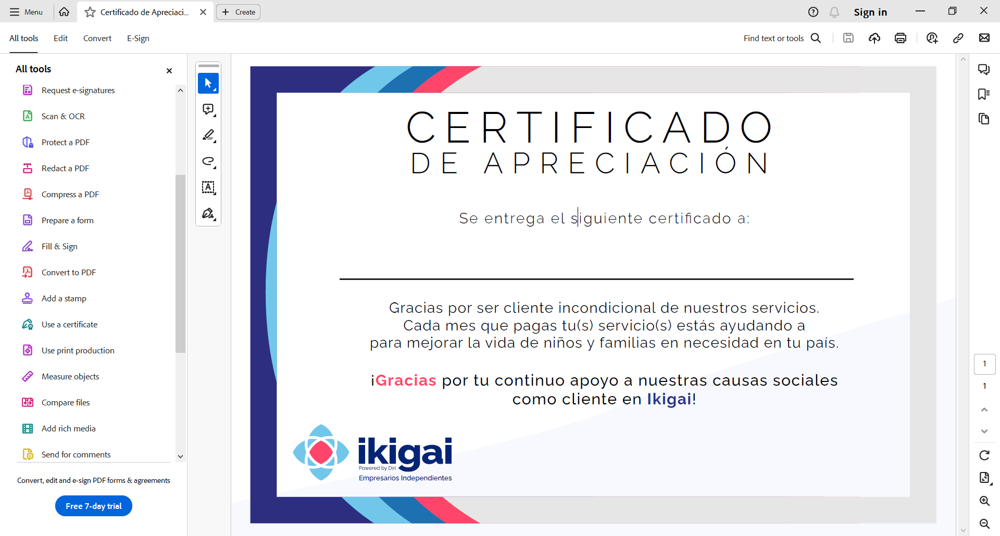 Menu
Certificado de Apreciaci...
Create
Sign in
All tools
Edit
Convert
E-Sign
Find text or tools
All tools
Request e-signatures
Scan & OCR
Protect a PDF
Redact a PDF
Compress a PDF
Prepare a form
Fill & Sign
Convert to PDF
Add a stamp
Use a certificate
Use print production
Measure objects
Compare files
Add rich media
Send for comments
Convert, edit and e-sign PDF forms & agreements
Free 7-day trial
CERTIFICADO
DE APRECIACIÓN
Se entrega el siguiente certificado a:
Gracias por ser cliente incondicional de nuestros servicios.
Cada mes que pagas tu(s) servicio(s) estás ayudando a
para mejorar la vida de niños y familias en necesidad en tu país.
¡Gracias por tu continuo apoyo a nuestras causas sociales
como cliente en Ikigai!
ikigai
Powered by Diri
Empresarios Independientes
1
1